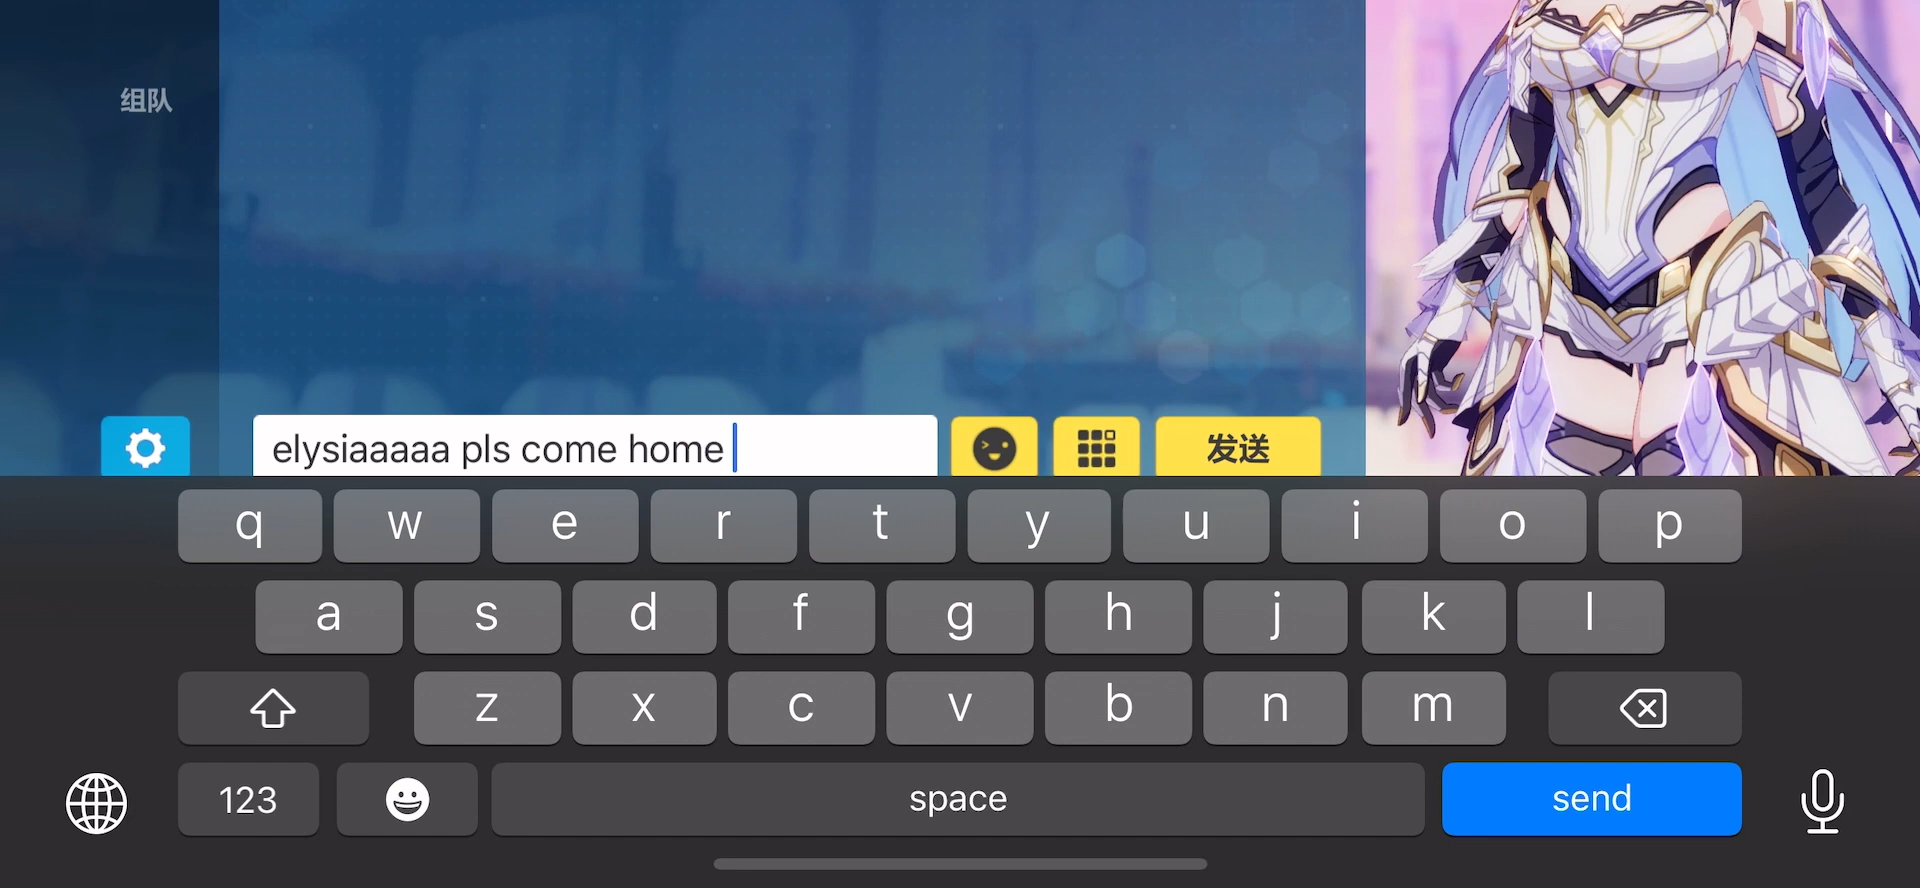 组队
elysiaaaaa pls come home
发送
q w e r t y u i o p
a s d f g h j k l
z x c v b n m
123 space send